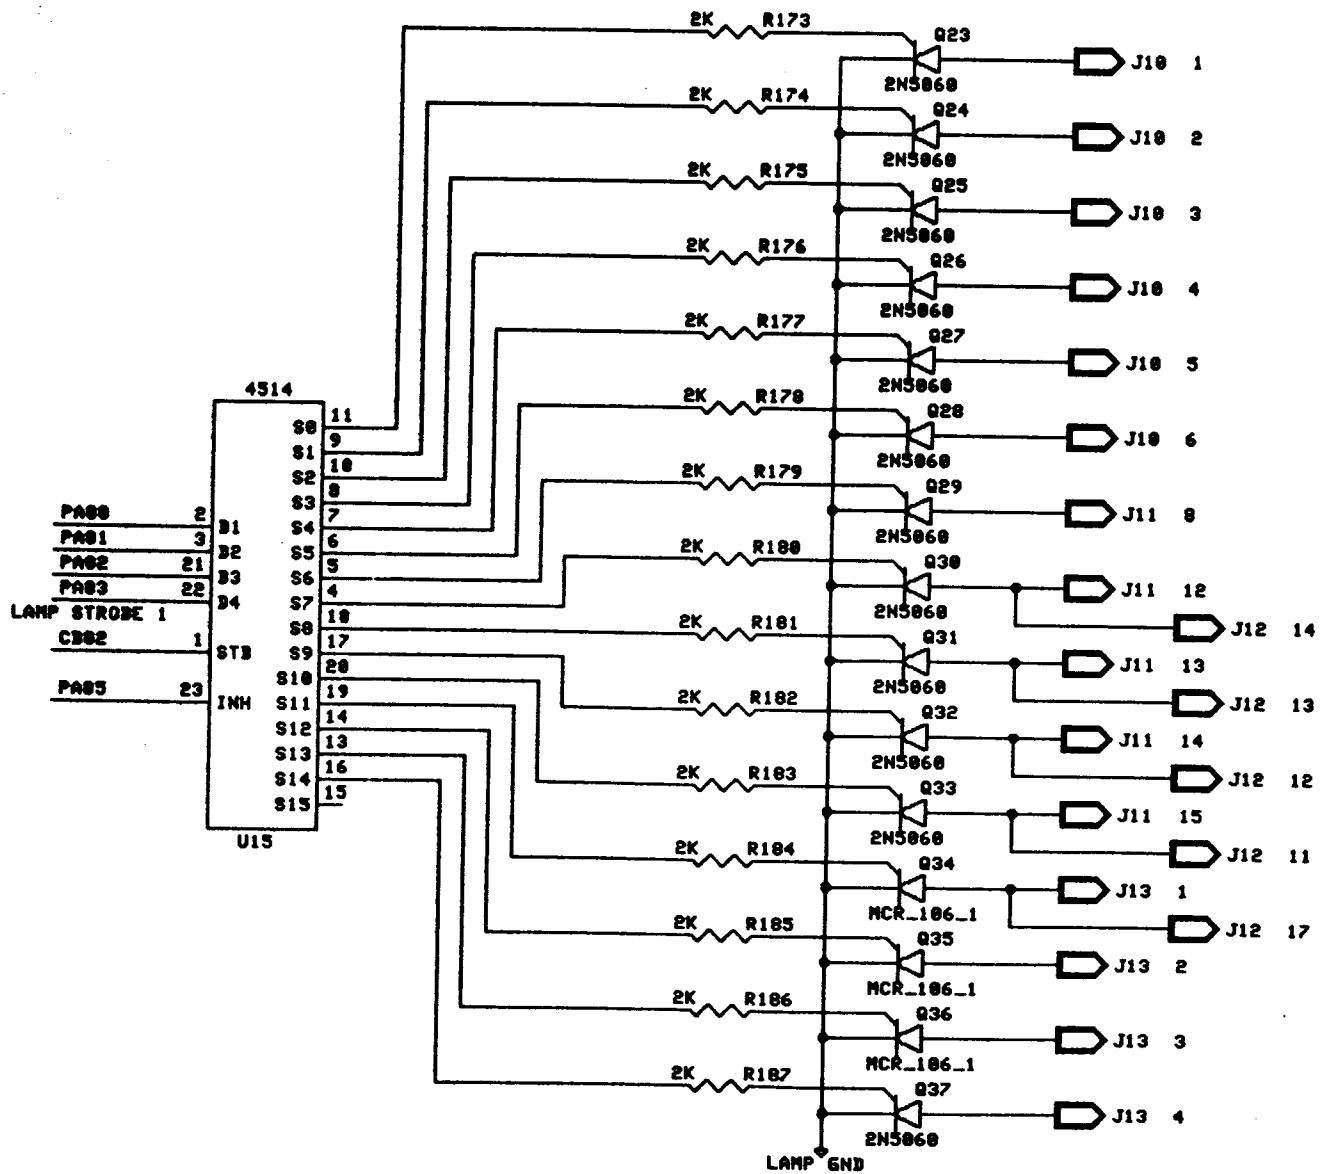 2K R173
Q23
2N5060
J10 1
2K R174
Q24
2N5060
J10 2
2K R175
Q25
2N5060
J10 3
2K R176
Q26
2N5060
J10 4
2K R177
Q27
2N5060
J10 5
2K R178
Q28
2N5060
J10 6
2K R179
Q29
2N5060
J11 8
2K R180
Q30
2N5060
J11 12
J12 14
2K R181
Q31
2N5060
J11 13
J12 13
2K R182
Q32
2N5060
J11 14
J12 12
2K R183
Q33
2N5060
J11 15
J12 11
2K R184
Q34
MCR_106_1
J13 1
J12 17
2K R185
Q35
MCR_106_1
J13 2
2K R186
Q36
MCR_106_1
J13 3
2K R187
Q37
2N5060
J13 4
LAMP GND
4514
S0 11
S1 9
S2 10
S3 8
S4 7
S5 6
S6 5
S7 4
S8 18
S9 17
S10 20
S11 19
S12 14
S13 13
S14 16
S15 15
PA00 2 D1
PA01 3 D2
PA02 21 D3
PA03 22 D4
LAMP STROBE 1
CB02 1 STB
PA05 23 INH
U15